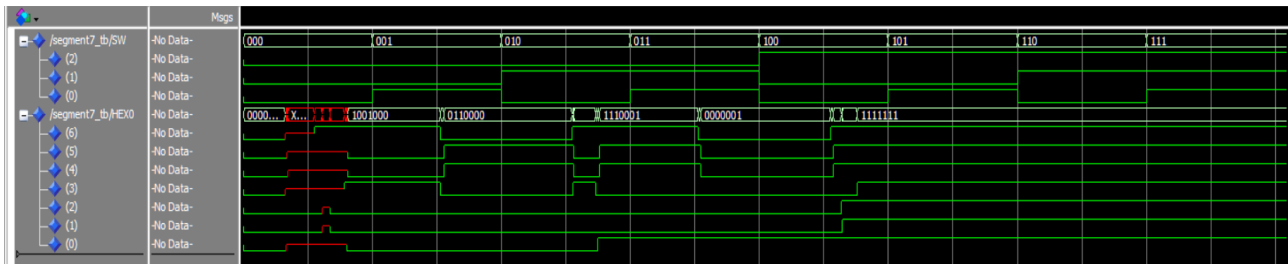 Msgs
/segment7_tb/SW -No Data- 000 001 010 011 100 101 110 111
(2) -No Data-
(1) -No Data-
(0) -No Data-
/segment7_tb/HEX0 -No Data- 0000... X... 1001000 0110000 1110001 0000001 1111111
(6) -No Data-
(5) -No Data-
(4) -No Data-
(3) -No Data-
(2) -No Data-
(1) -No Data-
(0) -No Data-